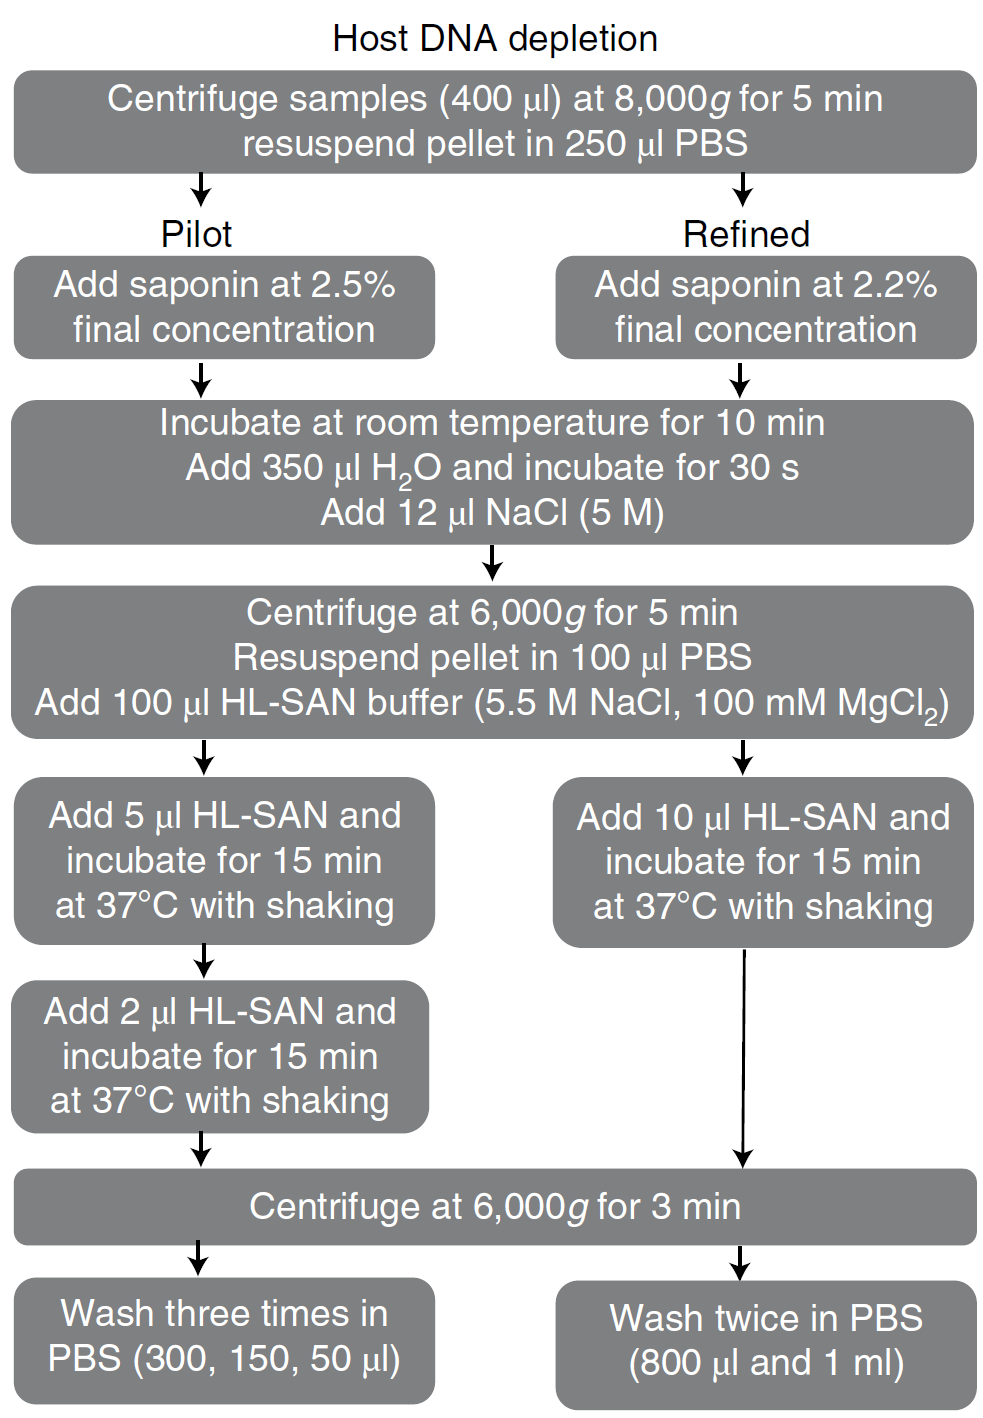 Host DNA depletion
Centrifuge samples (400 µl) at 8,000g for 5 min
resuspend pellet in 250 µl PBS
Pilot
Add saponin at 2.5%
final concentration
Refined
Add saponin at 2.2%
final concentration
Incubate at room temperature for 10 min
Add 350 µl H₂O and incubate for 30 s
Add 12 µl NaCl (5 M)
Centrifuge at 6,000g for 5 min
Resuspend pellet in 100 µl PBS
Add 100 µl HL-SAN buffer (5.5 M NaCl, 100 mM MgCl₂)
Add 5 µl HL-SAN and
incubate for 15 min
at 37°C with shaking
Add 10 µl HL-SAN and
incubate for 15 min
at 37°C with shaking
Add 2 µl HL-SAN and
incubate for 15 min
at 37°C with shaking
Centrifuge at 6,000g for 3 min
Wash three times in
PBS (300, 150, 50 µl)
Wash twice in PBS
(800 µl and 1 ml)